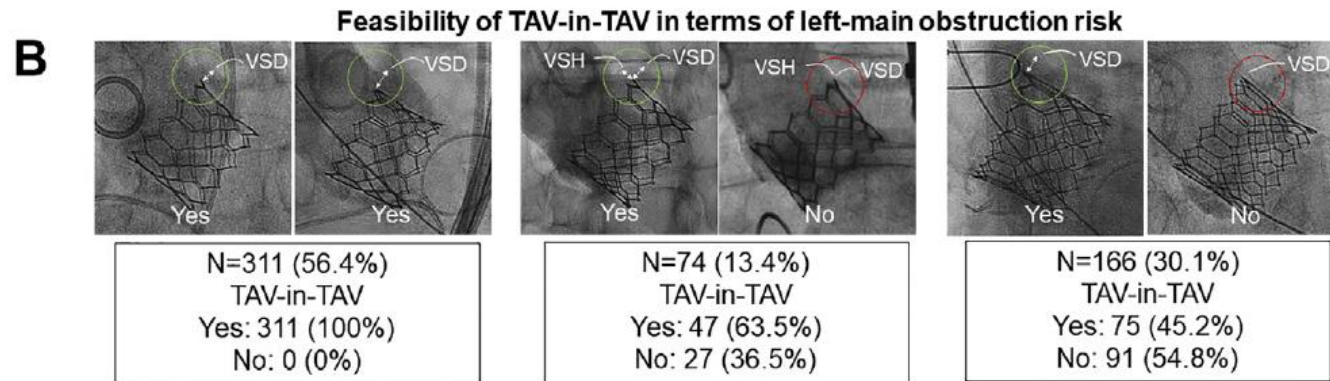 Feasibility of TAV-in-TAV in terms of left-main obstruction risk
B
VSD
VSD
VSH
VSD
VSH
VSD
VSD
VSD
Yes
Yes
Yes
No
Yes
No
N=311 (56.4%)
TAV-in-TAV
Yes: 311 (100%)
No: 0 (0%)
N=74 (13.4%)
TAV-in-TAV
Yes: 47 (63.5%)
No: 27 (36.5%)
N=166 (30.1%)
TAV-in-TAV
Yes: 75 (45.2%)
No: 91 (54.8%)